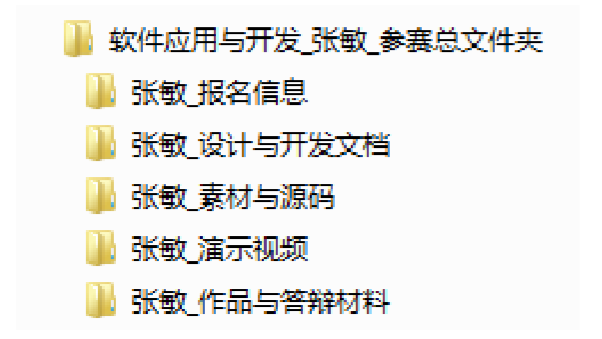 软件应用与开发_张敏_参赛总文件夹
张敏_报名信息
张敏_设计与开发文档
张敏_素材与源码
张敏_演示视频
张敏_作品与答辩材料